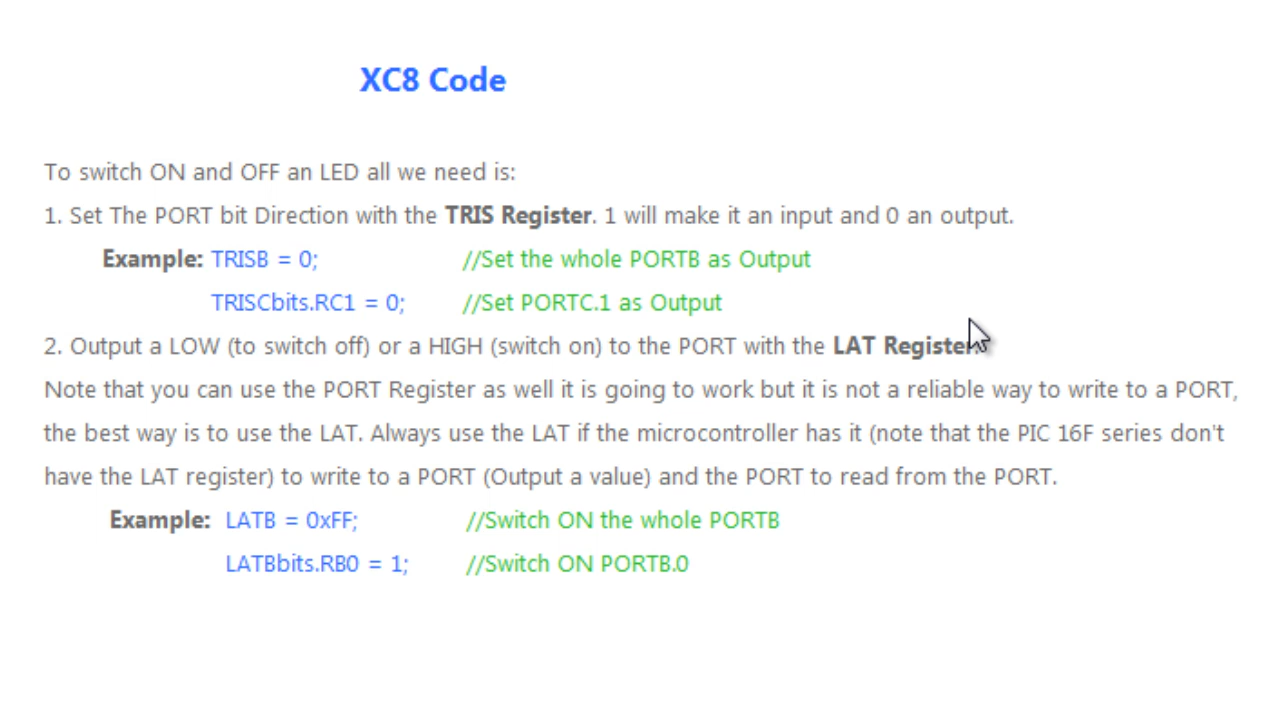 XC8 Code
To switch ON and OFF an LED all we need is:
1. Set The PORT bit Direction with the TRIS Register. 1 will make it an input and 0 an output.
Example: TRISB = 0; //Set the whole PORTB as Output
TRISCbits.RC1 = 0; //Set PORTC.1 as Output
2. Output a LOW (to switch off) or a HIGH (switch on) to the PORT with the LAT Register.
Note that you can use the PORT Register as well it is going to work but it is not a reliable way to write to a PORT,
the best way is to use the LAT. Always use the LAT if the microcontroller has it (note that the PIC 16F series don't
have the LAT register) to write to a PORT (Output a value) and the PORT to read from the PORT.
Example: LATB = 0xFF; //Switch ON the whole PORTB
LATBbits.RB0 = 1; //Switch ON PORTB.0